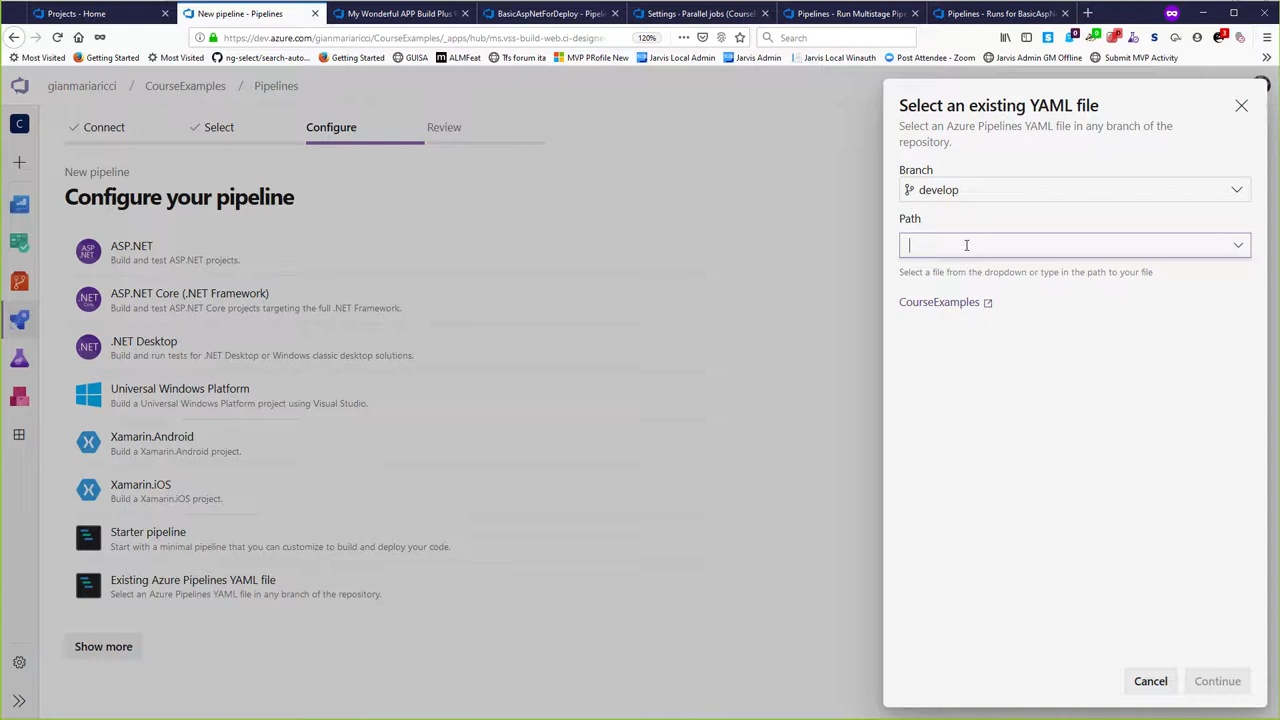 Projects - Home
New pipeline - Pipelines
My Wonderful APP Build Plus F
BasicAspNetForDeploy - Pipelin
Settings - Parallel jobs (Coursel
Pipelines - Run Multistage Pipelin
Pipelines - Runs for BasicAspN
https://dev.azure.com/gianmariaricci/CourseExamples/_apps/hub/ms.vss-build-web.ci-designe
120%
Search
Most Visited
Getting Started
Most Visited
ng-select/search-auto...
Getting Started
GUISA
ALMFeat
Tfs forum ita
MVP PRofile New
Jarvis Local Admin
Jarvis Admin
Jarvis Local Winauth
Post Attendee - Zoom
Jarvis Admin GM Offline
Submit MVP Activity
gianmariaricci / CourseExamples / Pipelines
C
Connect
Select
Configure
Review
New pipeline
Configure your pipeline
ASP.NET
Build and test ASP.NET projects.
ASP.NET Core (.NET Framework)
Build and test ASP.NET Core projects targeting the full .NET Framework.
.NET Desktop
Build and run tests for .NET Desktop or Windows classic desktop solutions.
Universal Windows Platform
Build a Universal Windows Platform project using Visual Studio.
Xamarin.Android
Build a Xamarin.Android project.
Xamarin.iOS
Build a Xamarin.iOS project.
Starter pipeline
Start with a minimal pipeline that you can customize to build and deploy your code.
Existing Azure Pipelines YAML file
Select an Azure Pipelines YAML file in any branch of the repository.
Show more
Select an existing YAML file
Select an Azure Pipelines YAML file in any branch of the
repository.
Branch
develop
Path
Select a file from the dropdown or type in the path to your file
CourseExamples
Cancel
Continue